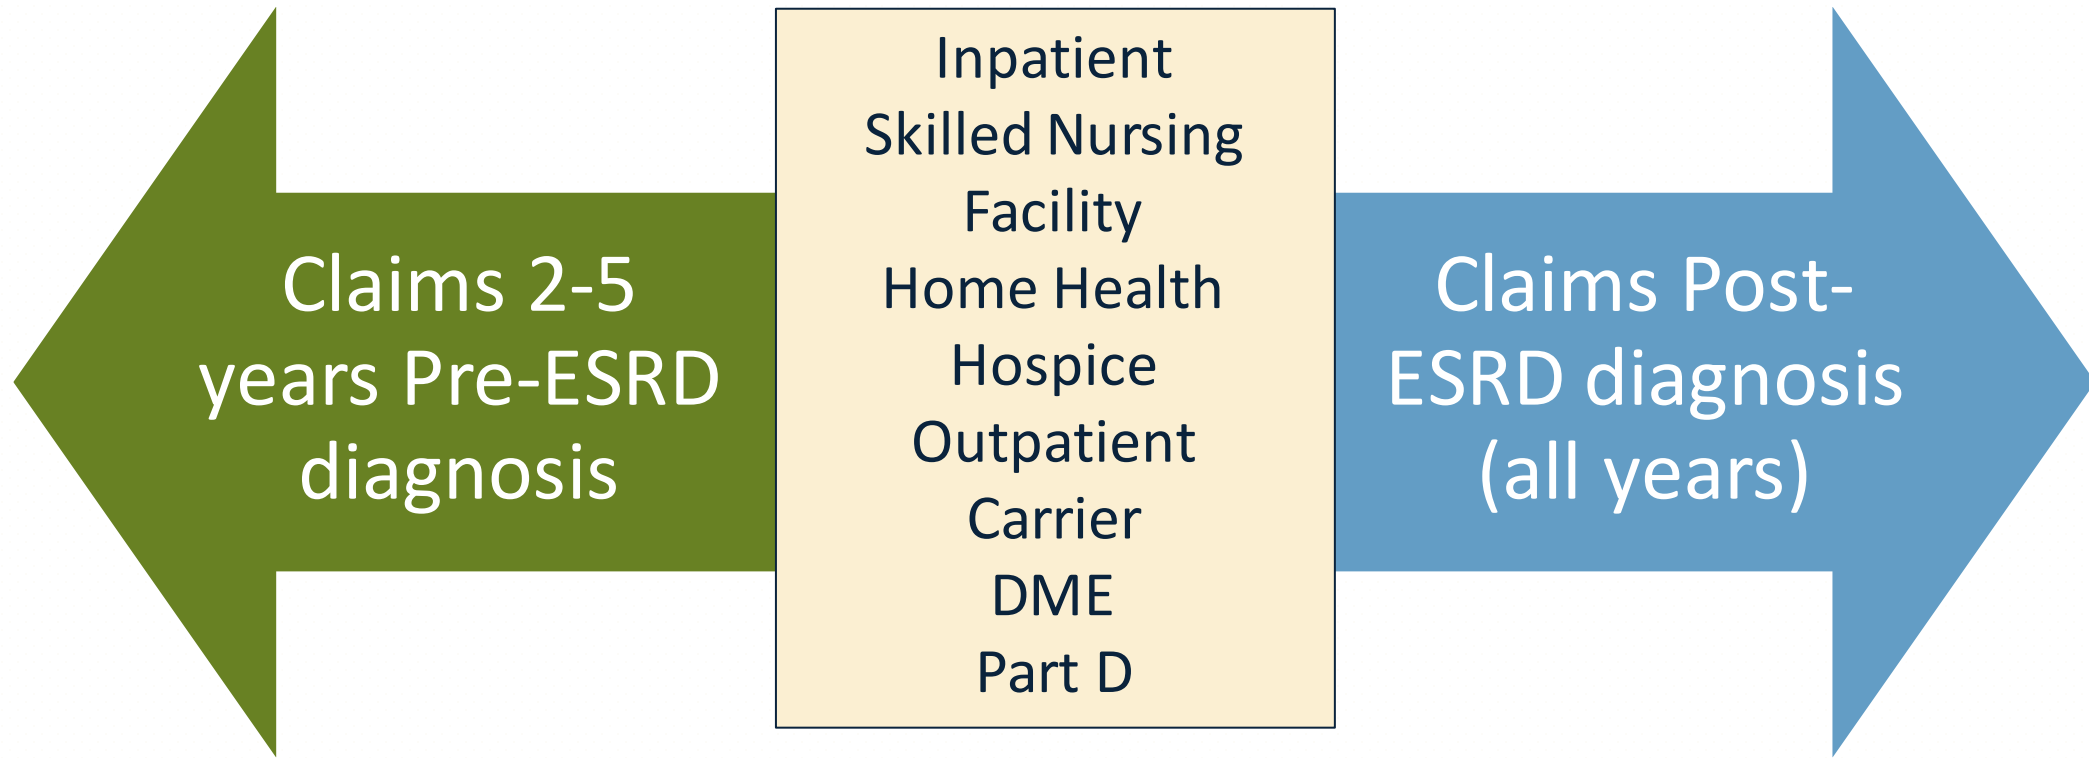 Claims 2-5
years Pre-ESRD
diagnosis
Inpatient
Skilled Nursing
Facility
Home Health
Hospice
Outpatient
Carrier
DME
Part D
Claims Post-
ESRD diagnosis
(all years)